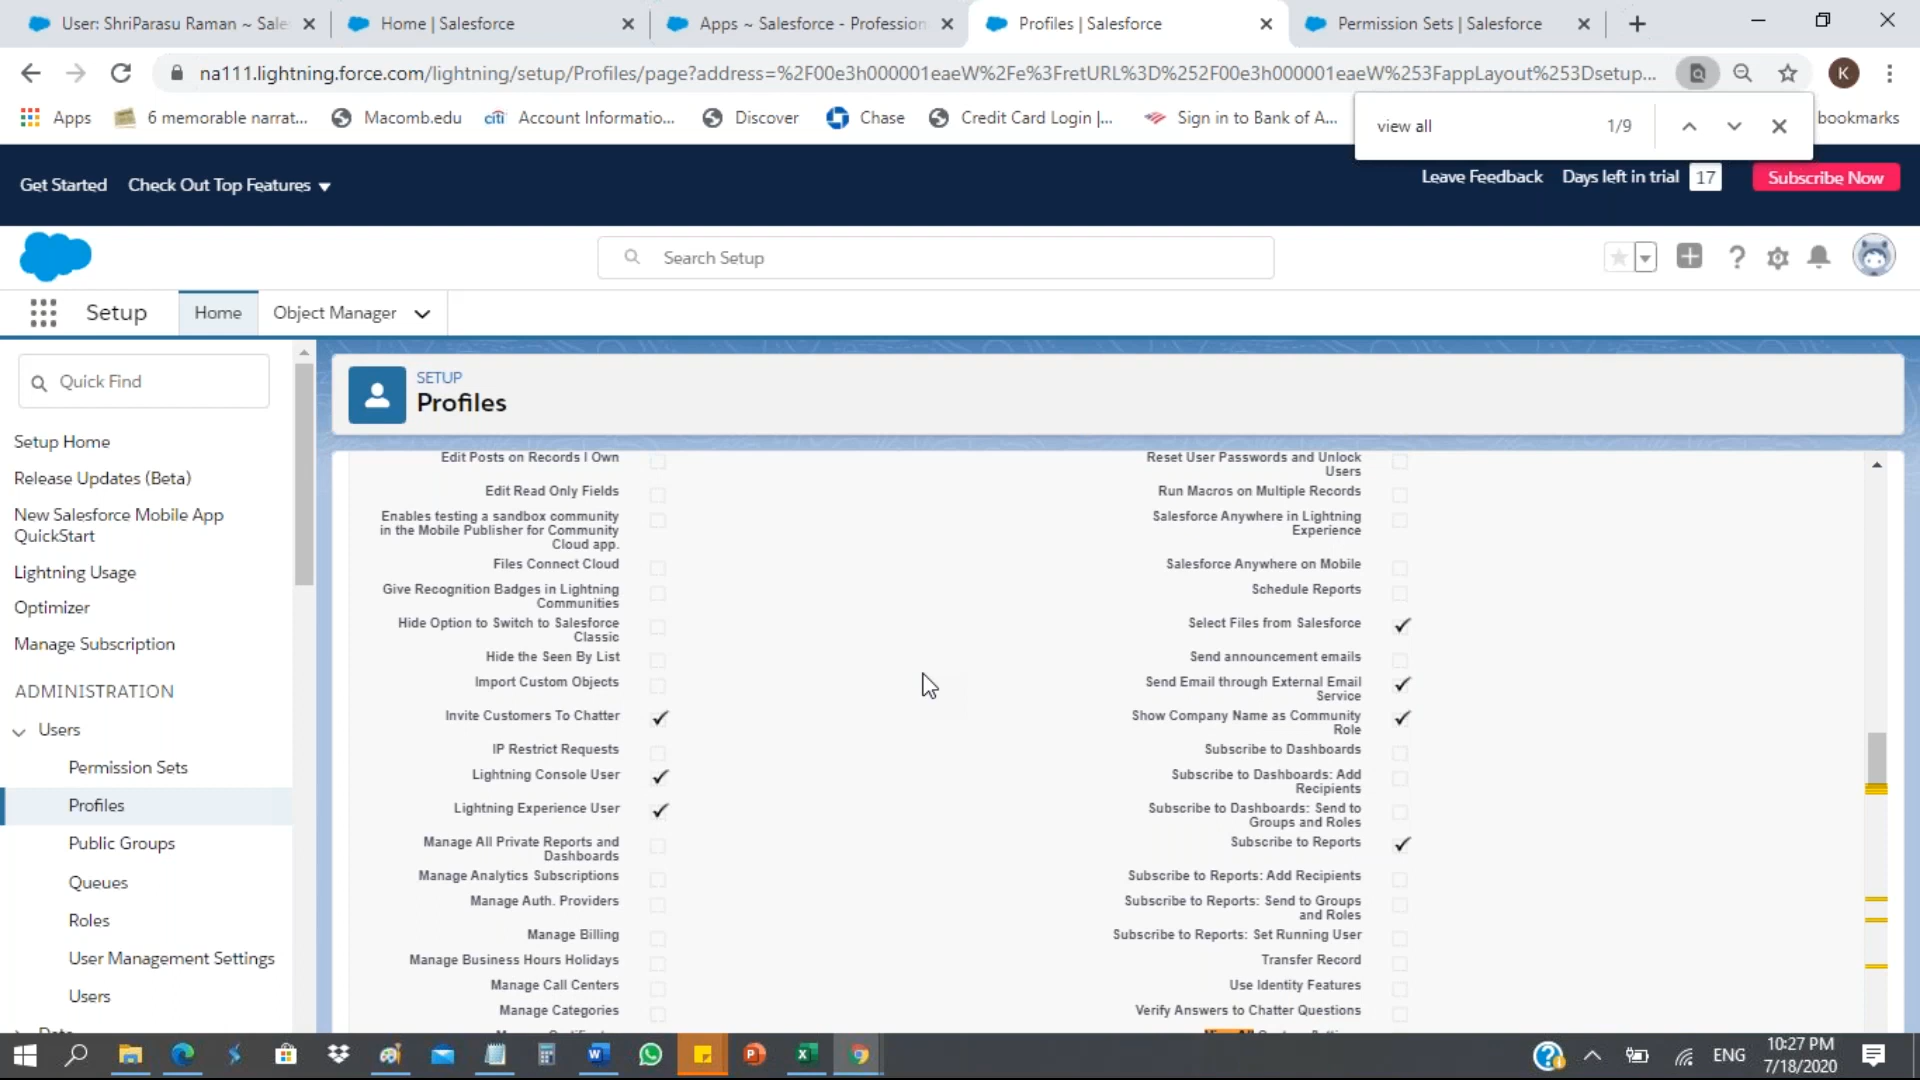 User: ShriParasu Raman ~ Sale
Home | Salesforce
Apps ~ Salesforce - Profession
Profiles | Salesforce
Permission Sets | Salesforce
na111.lightning.force.com/lightning/setup/Profiles/page?address=%2F00e3h000001eaeW%2Fe%3FretURL%3D%252F00e3h000001eaeW%253FappLayout%253Dsetup...
K
Apps
6 memorable narrat...
Macomb.edu
citi
Account Informatio...
Discover
Chase
Credit Card Login |...
Sign in to Bank of A...
bookmarks
view all
1/9
Get Started
Check Out Top Features
Leave Feedback
Days left in trial
17
Subscribe Now
Search Setup
Setup
Home
Object Manager
Quick Find
Setup Home
Release Updates (Beta)
New Salesforce Mobile App
QuickStart
Lightning Usage
Optimizer
Manage Subscription
ADMINISTRATION
Users
Permission Sets
Profiles
Public Groups
Queues
Roles
User Management Settings
Users
SETUP
Profiles
Edit Posts on Records I Own
Edit Read Only Fields
Enables testing a sandbox community
in the Mobile Publisher for Community
Cloud app.
Files Connect Cloud
Give Recognition Badges in Lightning
Communities
Hide Option to Switch to Salesforce
Classic
Hide the Seen By List
Import Custom Objects
Invite Customers To Chatter
IP Restrict Requests
Lightning Console User
Lightning Experience User
Manage All Private Reports and
Dashboards
Manage Analytics Subscriptions
Manage Auth. Providers
Manage Billing
Manage Business Hours Holidays
Manage Call Centers
Manage Categories
Reset User Passwords and Unlock
Users
Run Macros on Multiple Records
Salesforce Anywhere in Lightning
Experience
Salesforce Anywhere on Mobile
Schedule Reports
Select Files from Salesforce
Send announcement emails
Send Email through External Email
Service
Show Company Name as Community
Role
Subscribe to Dashboards
Subscribe to Dashboards: Add
Recipients
Subscribe to Dashboards: Send to
Groups and Roles
Subscribe to Reports
Subscribe to Reports: Add Recipients
Subscribe to Reports: Send to Groups
and Roles
Subscribe to Reports: Set Running User
Transfer Record
Use Identity Features
Verify Answers to Chatter Questions
ENG
10:27 PM
7/18/2020